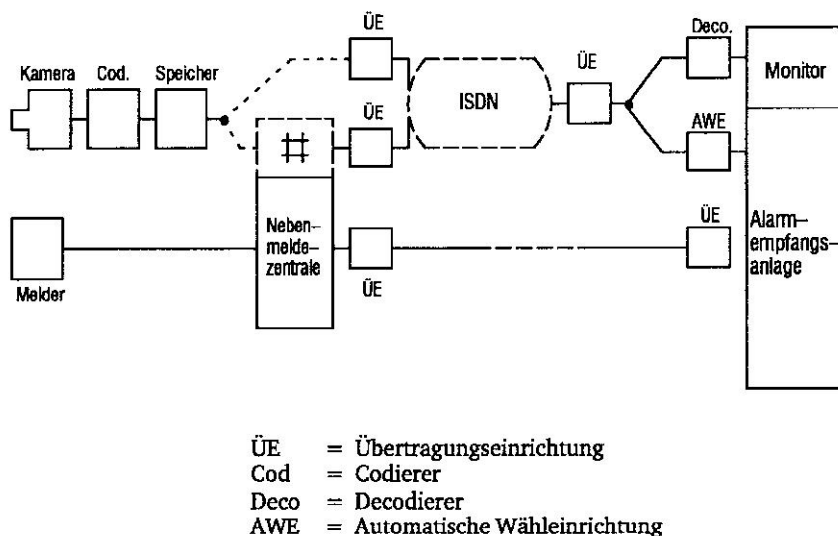 ÜE
Deco.
Kamera
Cod.
Speicher
ÜE
Monitor
ÜE
ISDN
AWE
#
Neben–
melde–
zentrale
ÜE
Alarm–
empfangs–
anlage
Melder
ÜE
ÜE = Übertragungseinrichtung
Cod = Codierer
Deco = Decodierer
AWE = Automatische Wähleinrichtung